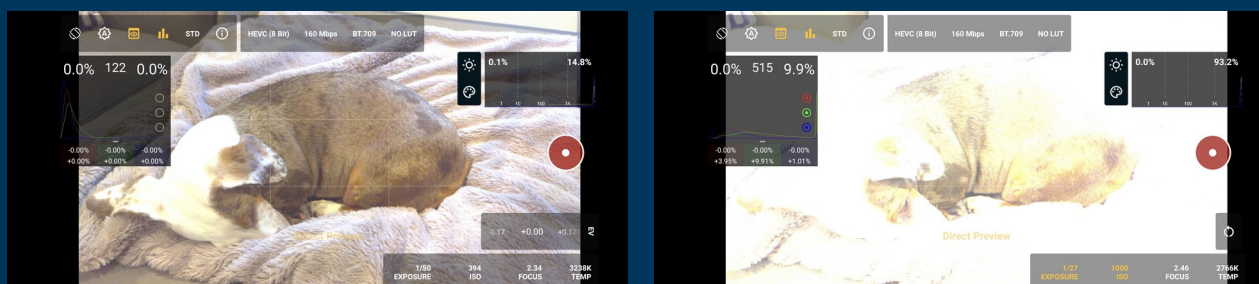 STD
HEVC (8 Bit) 160 Mbps BT.709 NO LUT
0.0% 122 0.0%
0.1% 14.8%
1 10 100 1K
-0.00% -0.00% -0.00%
+0.00% +0.00% +0.00%
-0.17 +0.00 +0.17 EV
Direct Preview
1/50 394 2.34 3238K
EXPOSURE ISO FOCUS TEMP
STD
HEVC (8 Bit) 160 Mbps BT.709 NO LUT
0.0% 515 9.9%
0.0% 93.2%
1 10 100 1K
-0.00% -0.00% -0.00%
+3.95% +9.91% +1.01%
Direct Preview
1/27 1000 2.46 2766K
EXPOSURE ISO FOCUS TEMP